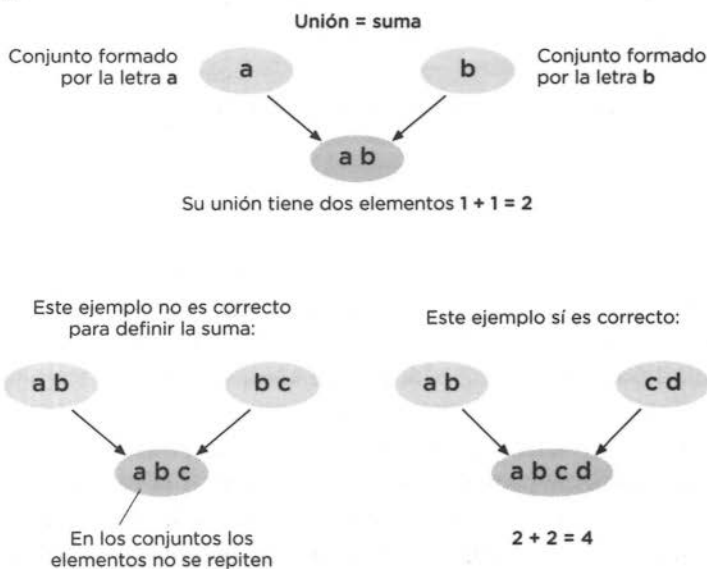 Unión = suma
Conjunto formado
por la letra a
a
b
Conjunto formado
por la letra b
a b
Su unión tiene dos elementos 1 + 1 = 2
Este ejemplo no es correcto
para definir la suma:
a b
b c
a b c
En los conjuntos los
elementos no se repiten
Este ejemplo sí es correcto:
a b
c d
a b c d
2 + 2 = 4